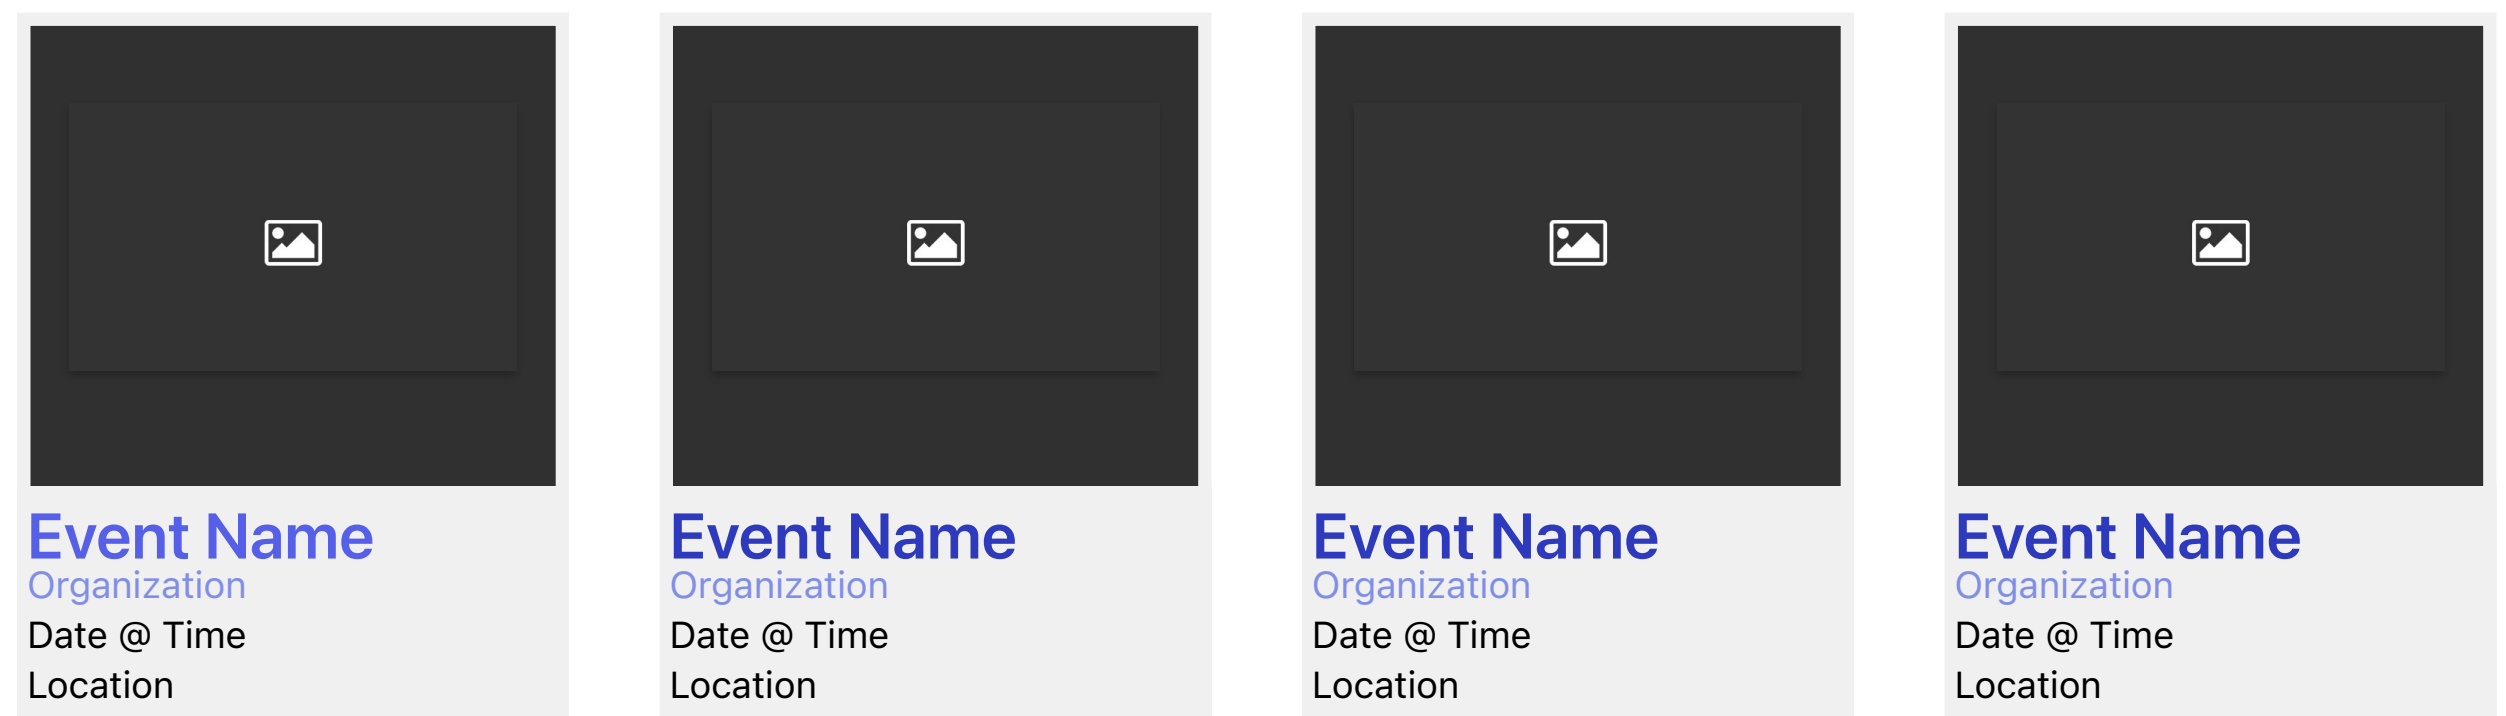 Event Name
Organization
Date @ Time
Location
Event Name
Organization
Date @ Time
Location
Event Name
Organization
Date @ Time
Location
Event Name
Organization
Date @ Time
Location